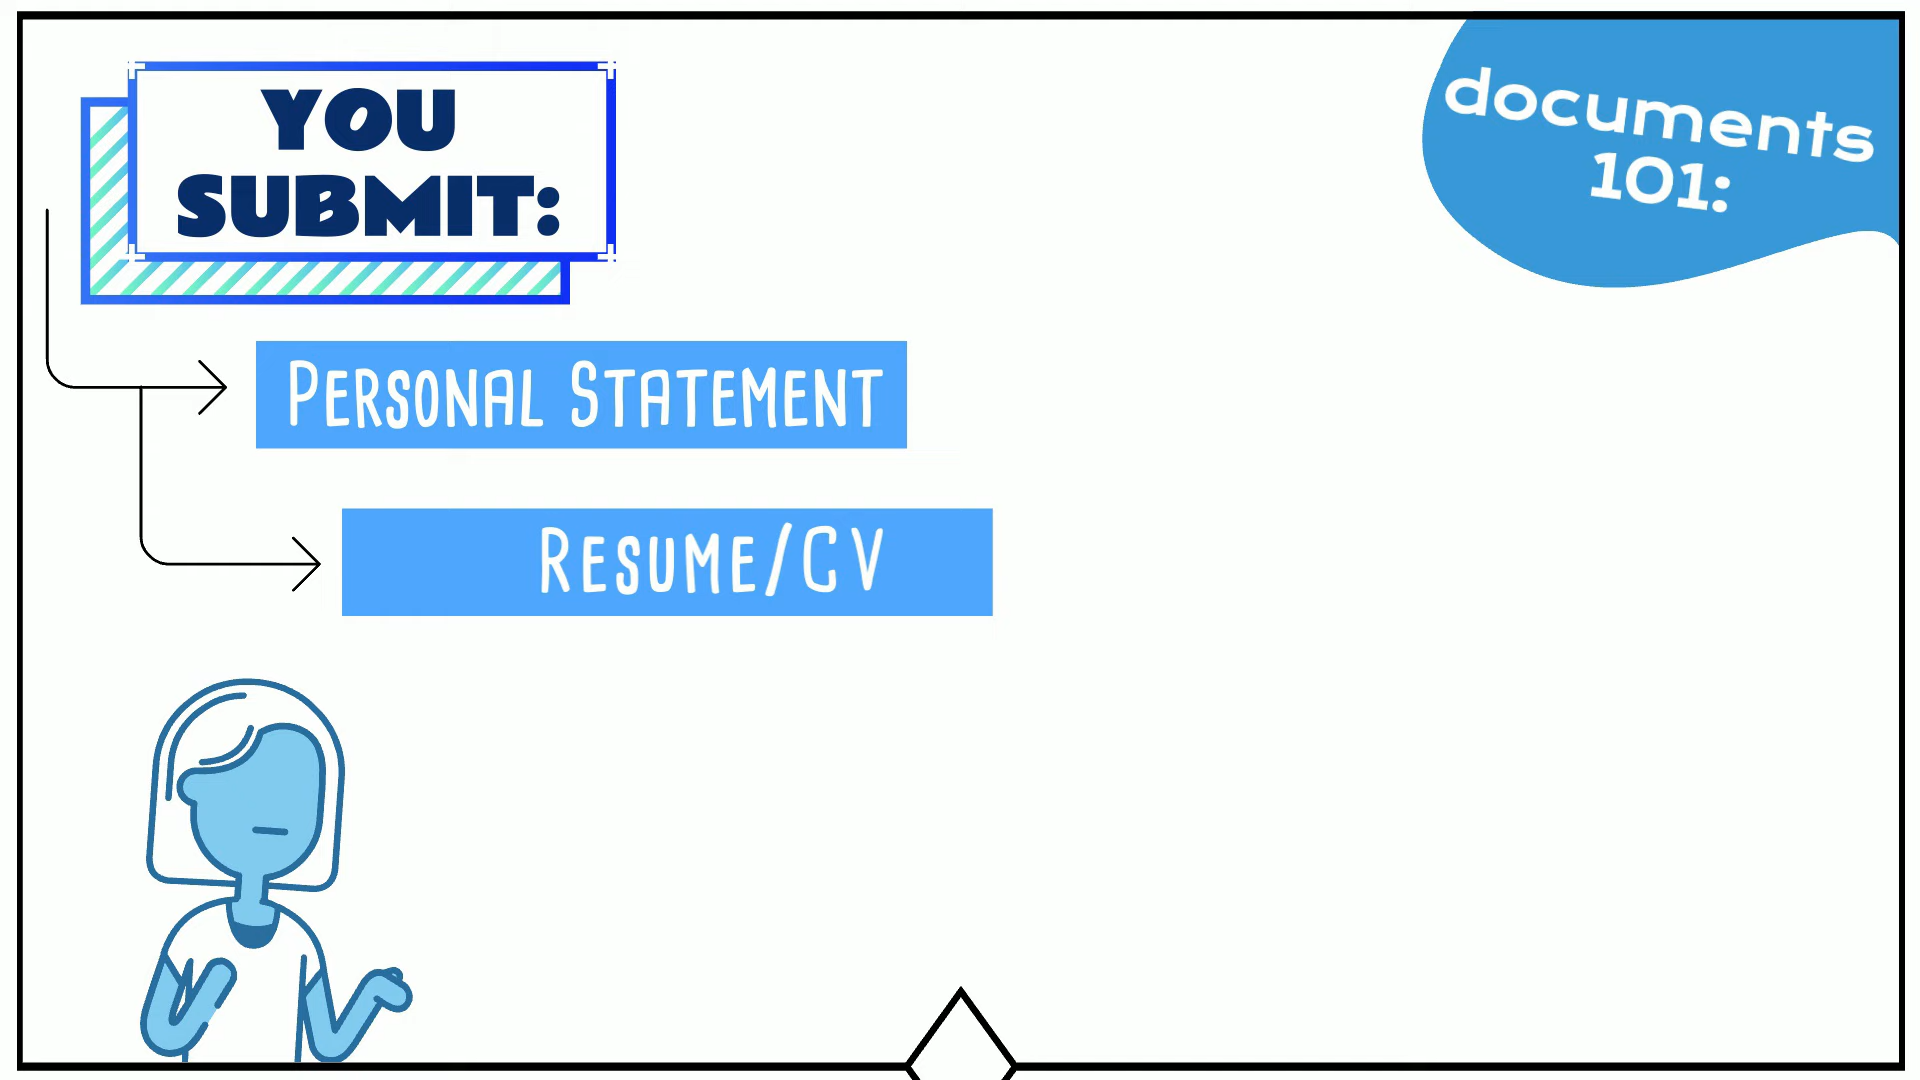 YOU
SUBMIT:
documents
101:
Personal Statement
Resume/CV